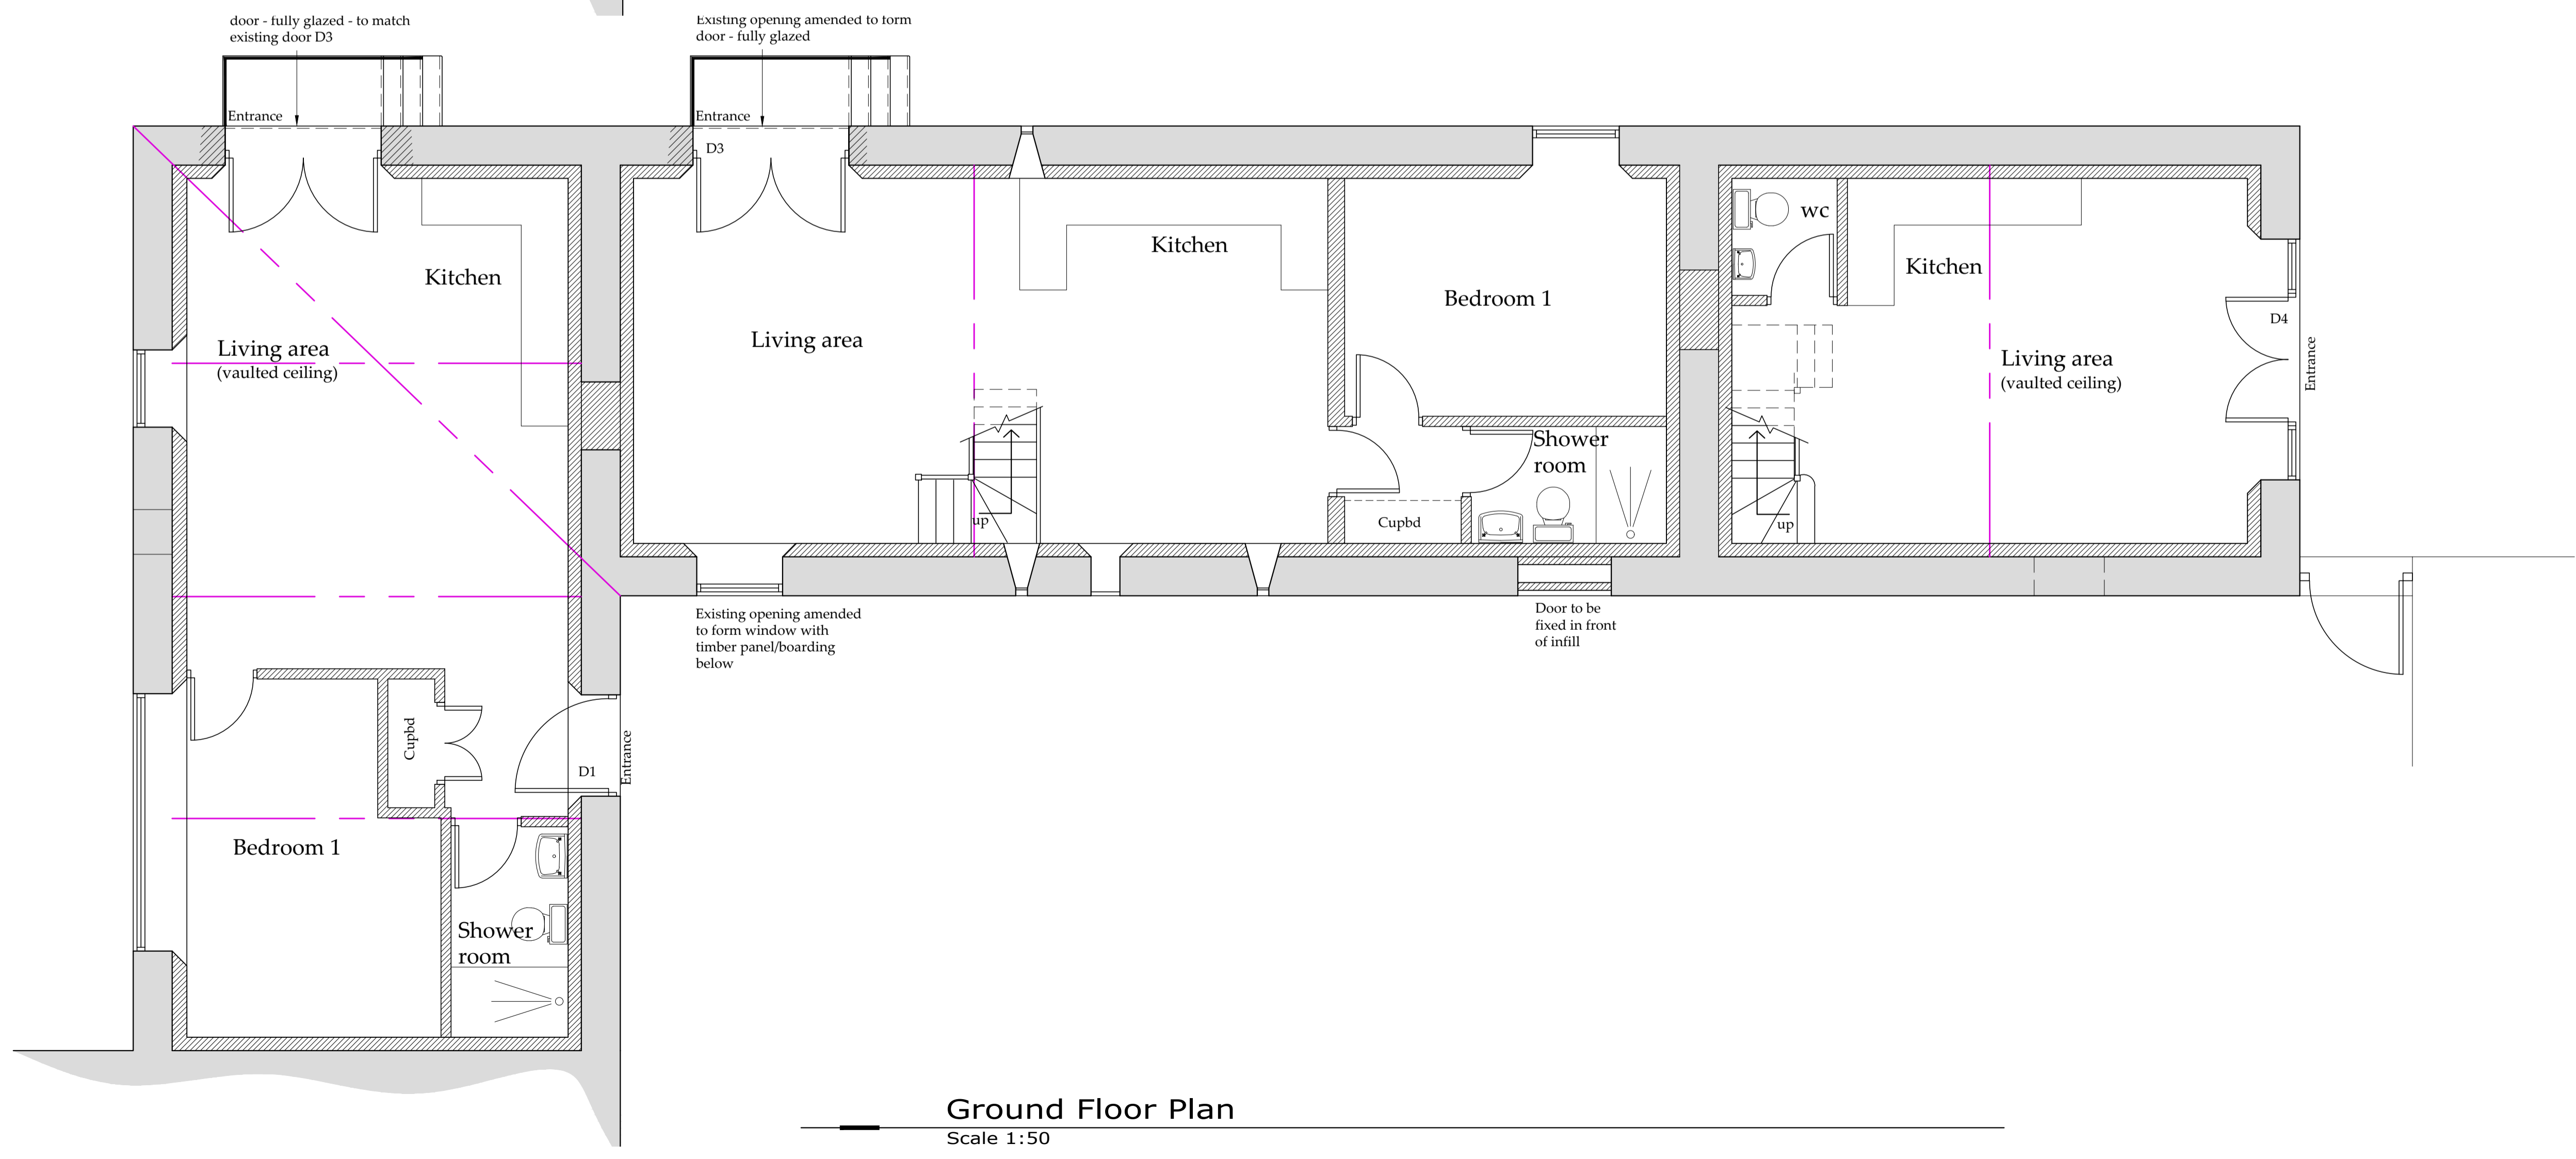 door - fully glazed - to match
existing door D3
Existing opening amended to form
door - fully glazed
Entrance
Entrance
D3
wc
Kitchen
Kitchen
Kitchen
Bedroom 1
D4
Entrance
Living area
Living area
(vaulted ceiling)
Living area
(vaulted ceiling)
Shower
room
up
Cupbd
up
Existing opening amended
to form window with
timber panel/boarding
below
Door to be
fixed in front
of infill
Cupbd
D1
Entrance
Bedroom 1
Shower
room
Ground Floor Plan
Scale 1:50